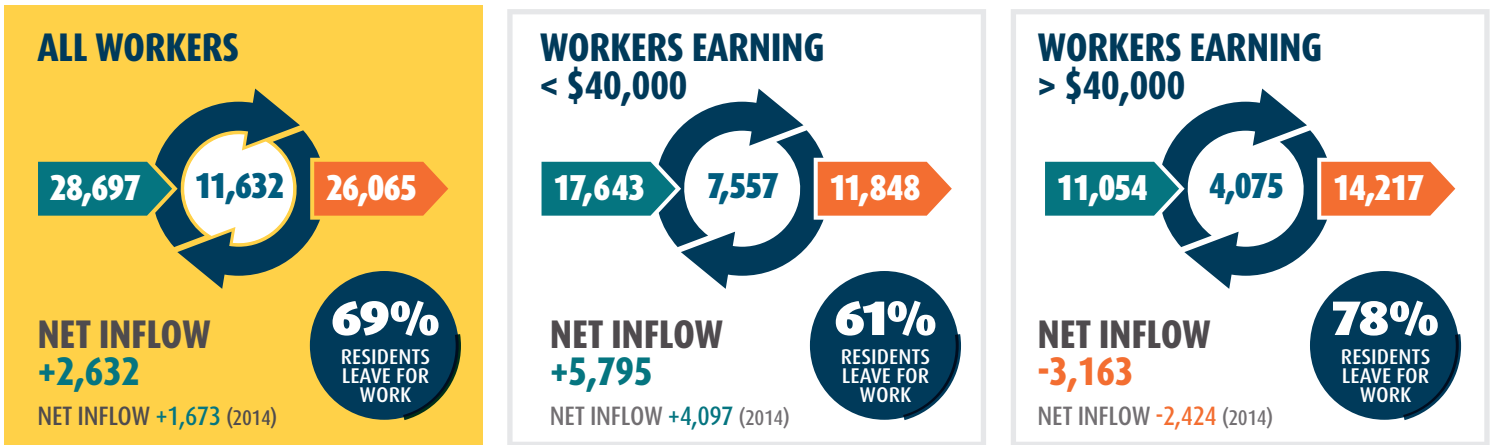 ALL WORKERS
28,697
11,632
26,065
69%
RESIDENTS
LEAVE FOR
WORK
NET INFLOW
+2,632
NET INFLOW +1,673 (2014)
WORKERS EARNING
< $40,000
17,643
7,557
11,848
61%
RESIDENTS
LEAVE FOR
WORK
NET INFLOW
+5,795
NET INFLOW +4,097 (2014)
WORKERS EARNING
> $40,000
11,054
4,075
14,217
78%
RESIDENTS
LEAVE FOR
WORK
NET INFLOW
-3,163
NET INFLOW -2,424 (2014)